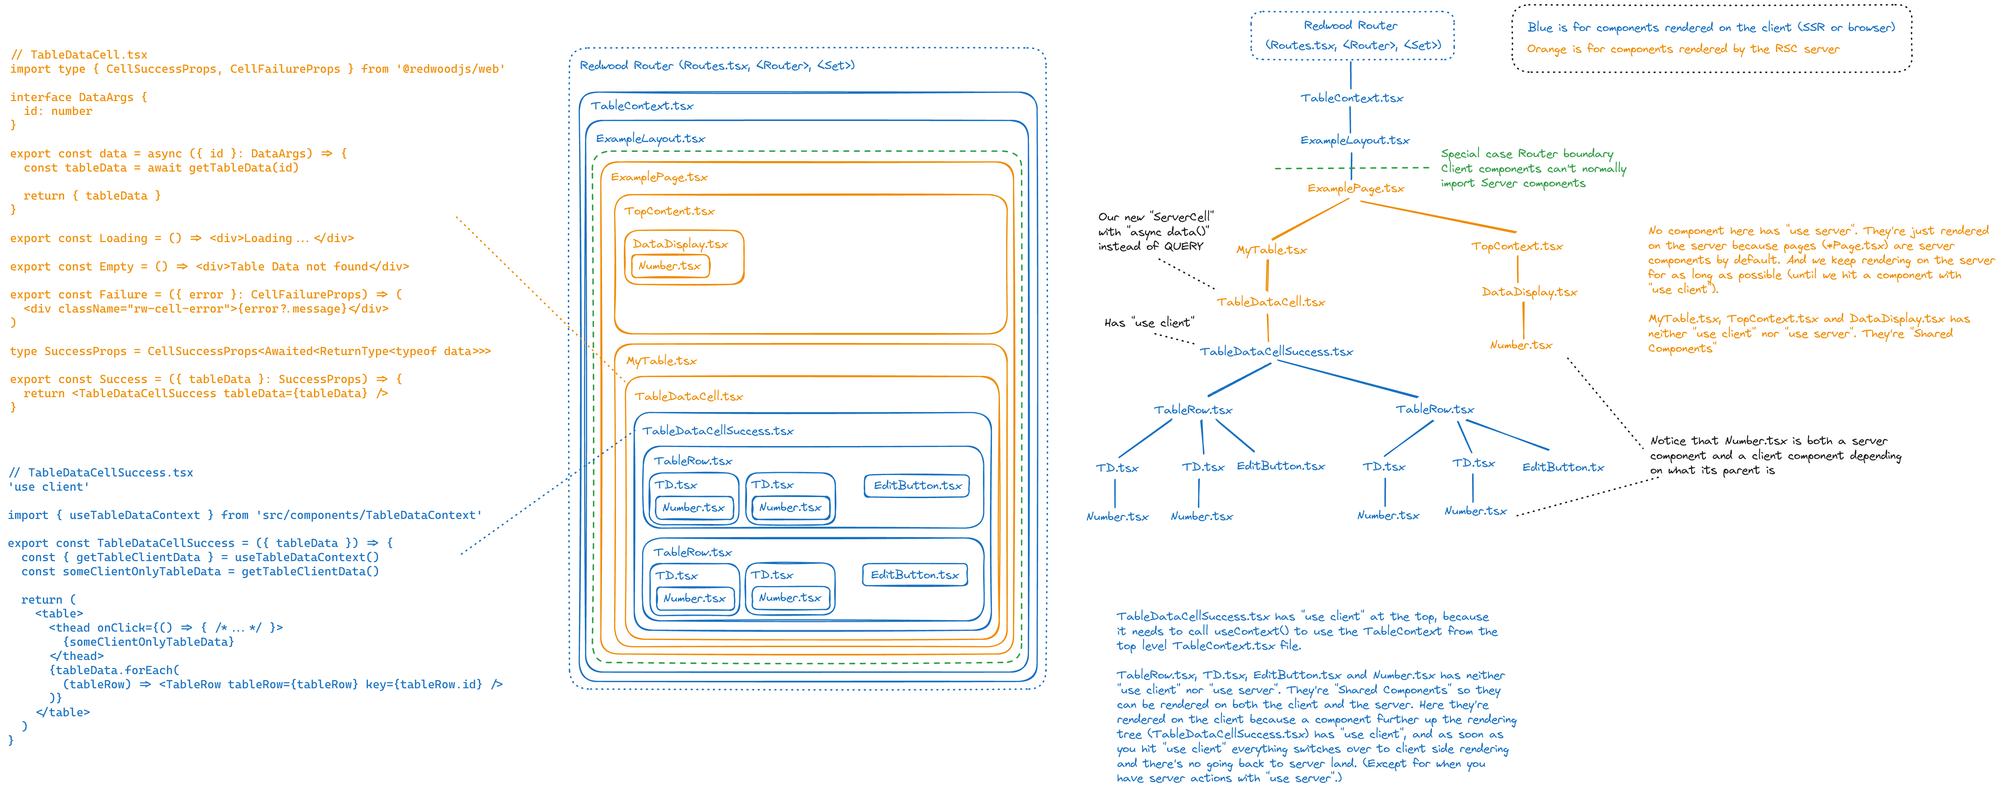 // TableDataCell.tsx
import type { CellSuccessProps, CellFailureProps } from '@redwoodjs/web'
interface DataArgs {
id: number
}
export const data = async ({ id }: DataArgs) => {
const tableData = await getTableData(id)
return { tableData }
}
export const Loading = () => <div>Loading...</div>
export const Empty = () => <div>Table Data not found</div>
export const Failure = ({ error }: CellFailureProps) => (
<div className="rw-cell-error">{error?.message}</div>
)
type SuccessProps = CellSuccessProps<Awaited<ReturnType<typeof data>>>
export const Success = ({ tableData }: SuccessProps) => {
return <TableDataCellSuccess tableData={tableData} />
}
// TableDataCellSuccess.tsx
'use client'
import { useTableDataContext } from 'src/components/TableDataContext'
export const TableDataCellSuccess = ({ tableData }) => {
const { getTableClientData } = useTableDataContext()
const someClientOnlyTableData = getTableClientData()
return (
<table>
<thead onClick={() => { /*...*/ }>
{someClientOnlyTableData}
</thead>
{tableData.forEach(
(tableRow) => <TableRow tableRow={tableRow} key={tableRow.id} />
)}
</table>
)
}
Redwood Router (Routes.tsx, <Router>, <Set>)
TableContext.tsx
ExampleLayout.tsx
ExamplePage.tsx
TopContent.tsx
DataDisplay.tsx
Number.tsx
MyTable.tsx
TableDataCell.tsx
TableDataCellSuccess.tsx
TableRow.tsx
TD.tsx
TD.tsx
EditButton.tsx
Number.tsx
Number.tsx
TableRow.tsx
TD.tsx
TD.tsx
EditButton.tsx
Number.tsx
Number.tsx
Redwood Router
(Routes.tsx, <Router>, <Set>)
TableContext.tsx
ExampleLayout.tsx
Special case Router boundary
Client components can't normally
import Server components
ExamplePage.tsx
Our new "ServerCell"
with "async data()"
instead of QUERY
MyTable.tsx
TopContext.tsx
TableDataCell.tsx
DataDisplay.tsx
Has "use client"
TableDataCellSuccess.tsx
Number.tsx
TableRow.tsx
TableRow.tsx
TD.tsx
TD.tsx
EditButton.tsx
TD.tsx
TD.tsx
EditButton.tx
Number.tsx
Number.tsx
Number.tsx
Number.tsx
Blue is for components rendered on the client (SSR or browser)
Orange is for components rendered by the RSC server
No component here has "use server". They're just rendered
on the server because pages (*Page.tsx) are server
components by default. And we keep rendering on the server
for as long as possible (until we hit a component with
"use client").
MyTable.tsx, TopContext.tsx and DataDisplay.tsx has
neither "use client" nor "use server". They're "Shared
Components"
Notice that Number.tsx is both a server
component and a client component depending
on what its parent is
TableDataCellSuccess.tsx has "use client" at the top, because
it needs to call useContext() to use the TableContext from the
top level TableContext.tsx file.
TableRow.tsx, TD.tsx, EditButton.tsx and Number.tsx has neither
"use client" nor "use server". They're "Shared Components" so they
can be rendered on both the client and the server. Here they're
rendered on the client because a component further up the rendering
tree (TableDataCellSuccess.tsx) has "use client", and as soon as
you hit "use client" everything switches over to client side rendering
and there's no going back to server land. (Except for when you
have server actions with "use server".)